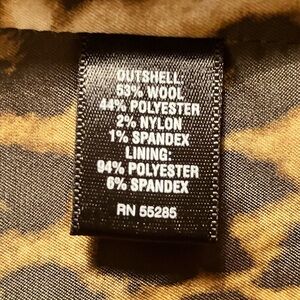 OUTSHELL:
53% WOOL
44% POLYESTER
2% NYLON
1% SPANDEX
LINING:
94% POLYESTER
6% SPANDEX
RN 55285